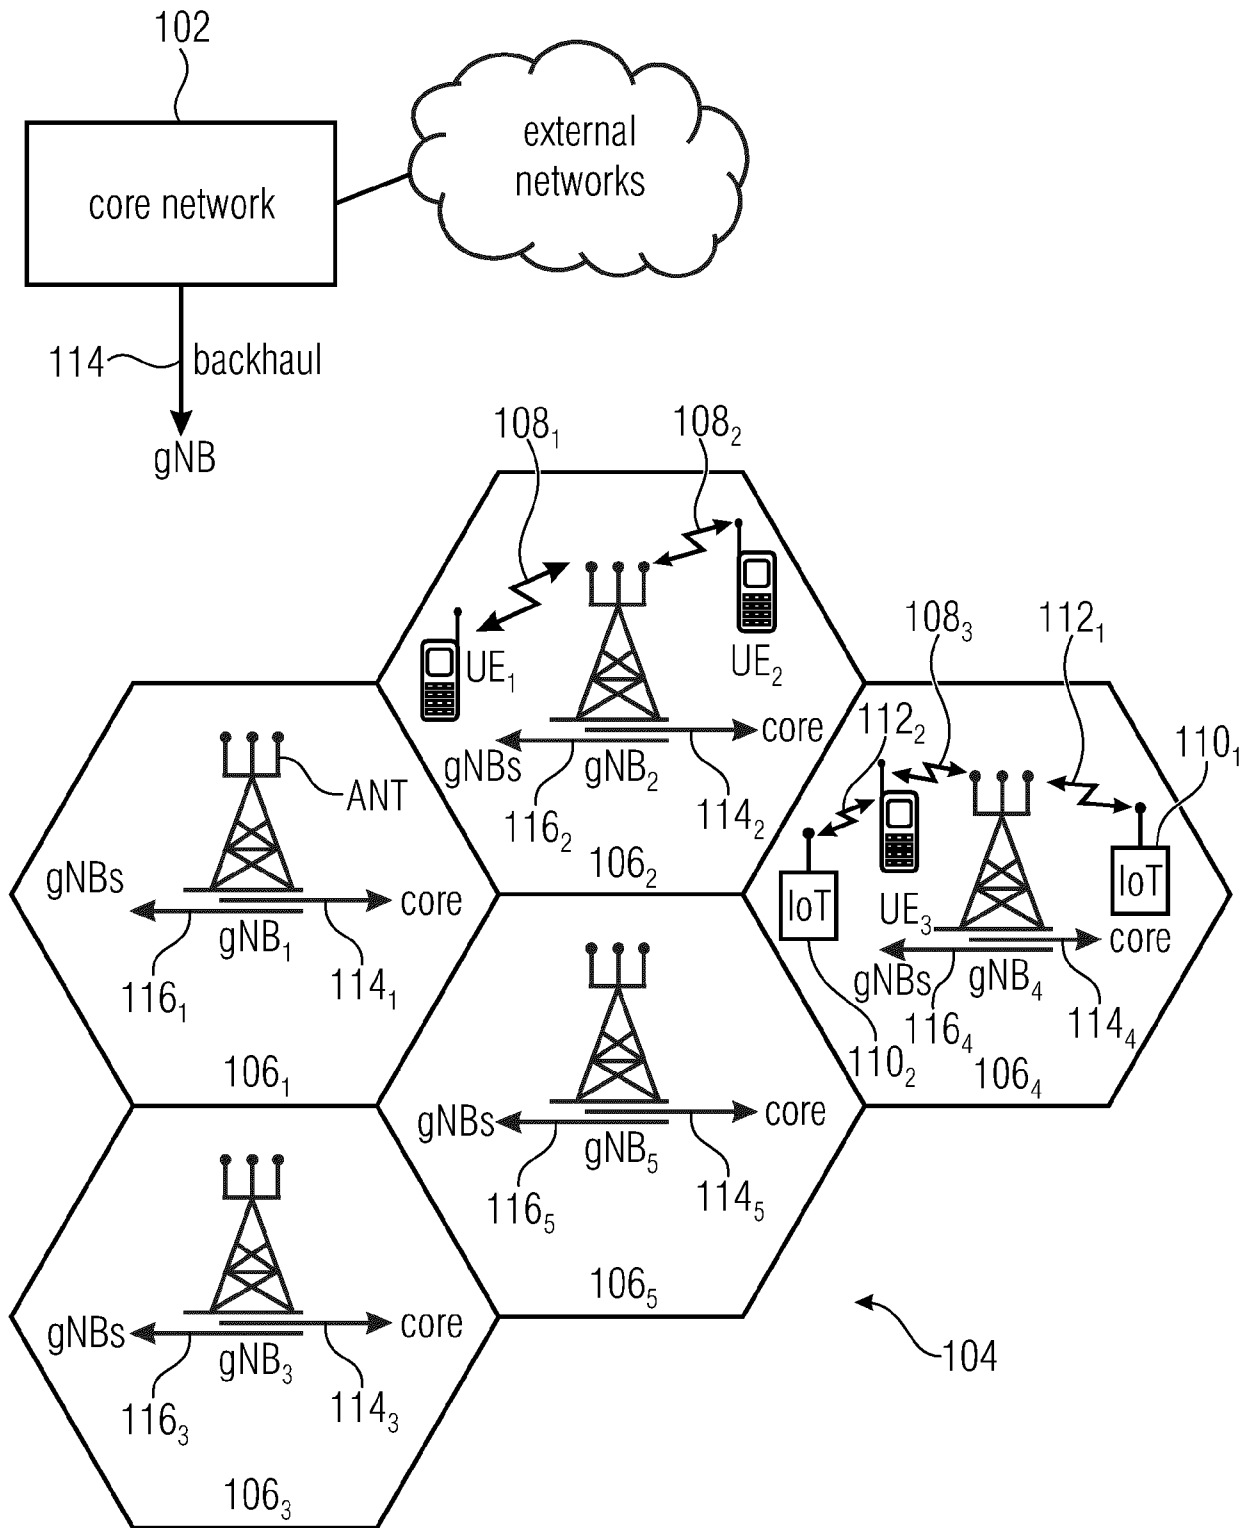 102
external
networks
core network
114
backhaul
gNB
108₁
108₂
UE₁
UE₂
core
gNBs
gNB₂
116₂
114₂
106₂
108₃
112₁
112₂
110₁
IoT
IoT
UE₃
core
gNBs
gNB₄
116₄
114₄
110₂
106₄
ANT
gNBs
core
gNB₁
116₁
114₁
106₁
gNBs
core
gNB₅
116₅
114₅
106₅
gNBs
core
gNB₃
116₃
114₃
106₃
104